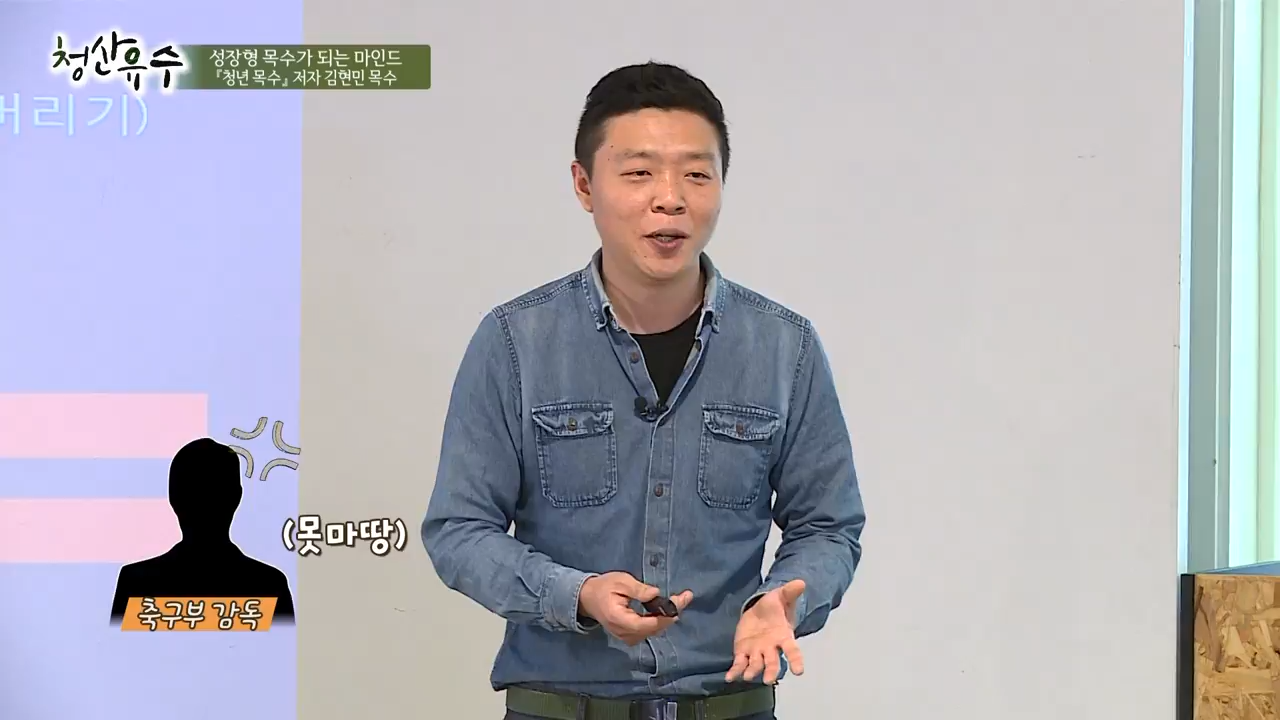 청산유수
성장형 목수가 되는 마인드
『청년 목수』 저자 김현민 목수
버리기)
(못마땅)
축구부 감독